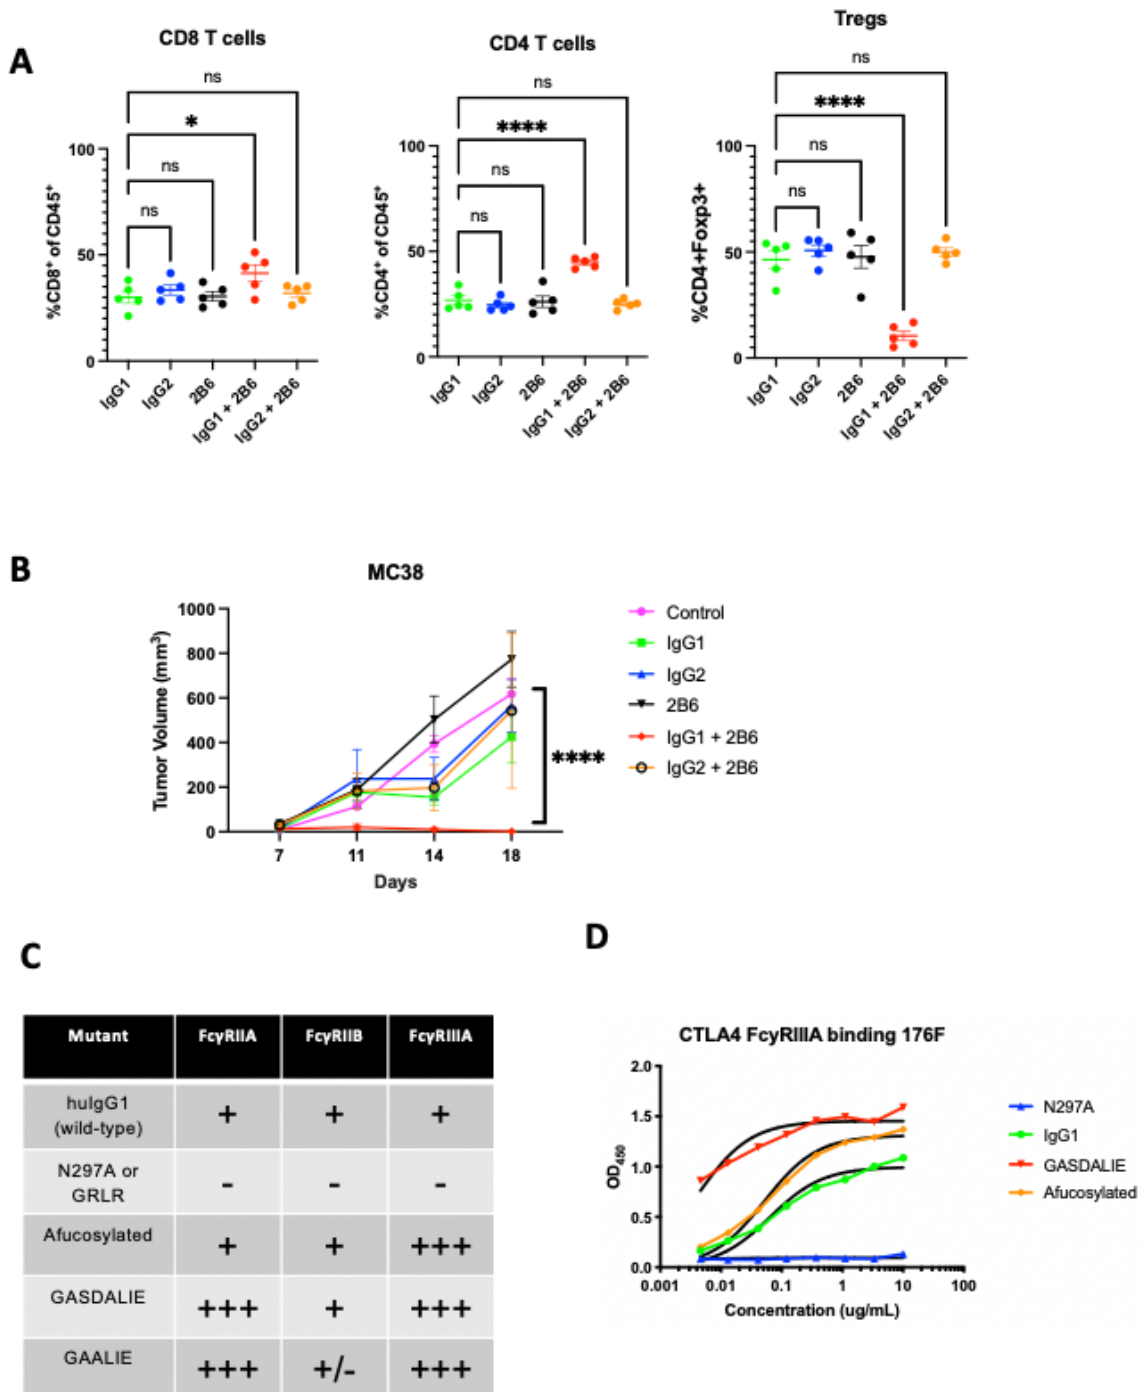 A
CD8 T cells
ns
*
ns
ns
100
50
0
%CD8+ of CD45+
IgG1
IgG2
2B6
IgG1 + 2B6
IgG2 + 2B6
CD4 T cells
ns
****
ns
ns
100
50
0
%CD4+ of CD45+
IgG1
IgG2
2B6
IgG1 + 2B6
IgG2 + 2B6
Tregs
ns
****
ns
ns
100
50
0
%CD4+Foxp3+
IgG1
IgG2
2B6
IgG1 + 2B6
IgG2 + 2B6
B
MC38
1000
800
600
400
200
0
Tumor Volume (mm³)
7 11 14 18
Days
****
Control
IgG1
IgG2
2B6
IgG1 + 2B6
IgG2 + 2B6
C
Mutant FcγRIIA FcγRIIB FcγRIIIA
huIgG1
(wild-type) + + +
N297A or
GRLR - - -
Afucosylated + + +++
GASDALIE +++ + +++
GAALIE +++ +/- +++
D
CTLA4 FcγRIIIA binding 176F
2.0
1.5
1.0
0.5
0.0
OD450
0.001 0.01 0.1 1 10 100
Concentration (ug/mL)
N297A
IgG1
GASDALIE
Afucosylated